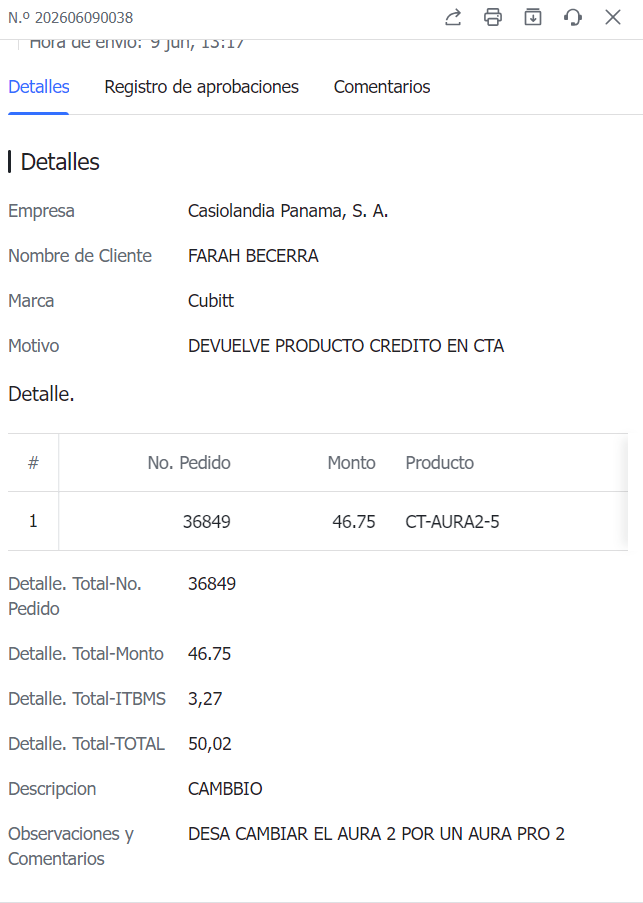 N.º 202606090038
Hora de envío: 9 jun, 13:17
Detalles Registro de aprobaciones Comentarios
Detalles
Empresa Casiolandia Panama, S. A.
Nombre de Cliente FARAH BECERRA
Marca Cubitt
Motivo DEVUELVE PRODUCTO CREDITO EN CTA
Detalle.
# No. Pedido Monto Producto
1 36849 46.75 CT-AURA2-5
Detalle. Total-No. 36849
Pedido
Detalle. Total-Monto 46.75
Detalle. Total-ITBMS 3,27
Detalle. Total-TOTAL 50,02
Descripcion CAMBBIO
Observaciones y DESA CAMBIAR EL AURA 2 POR UN AURA PRO 2
Comentarios